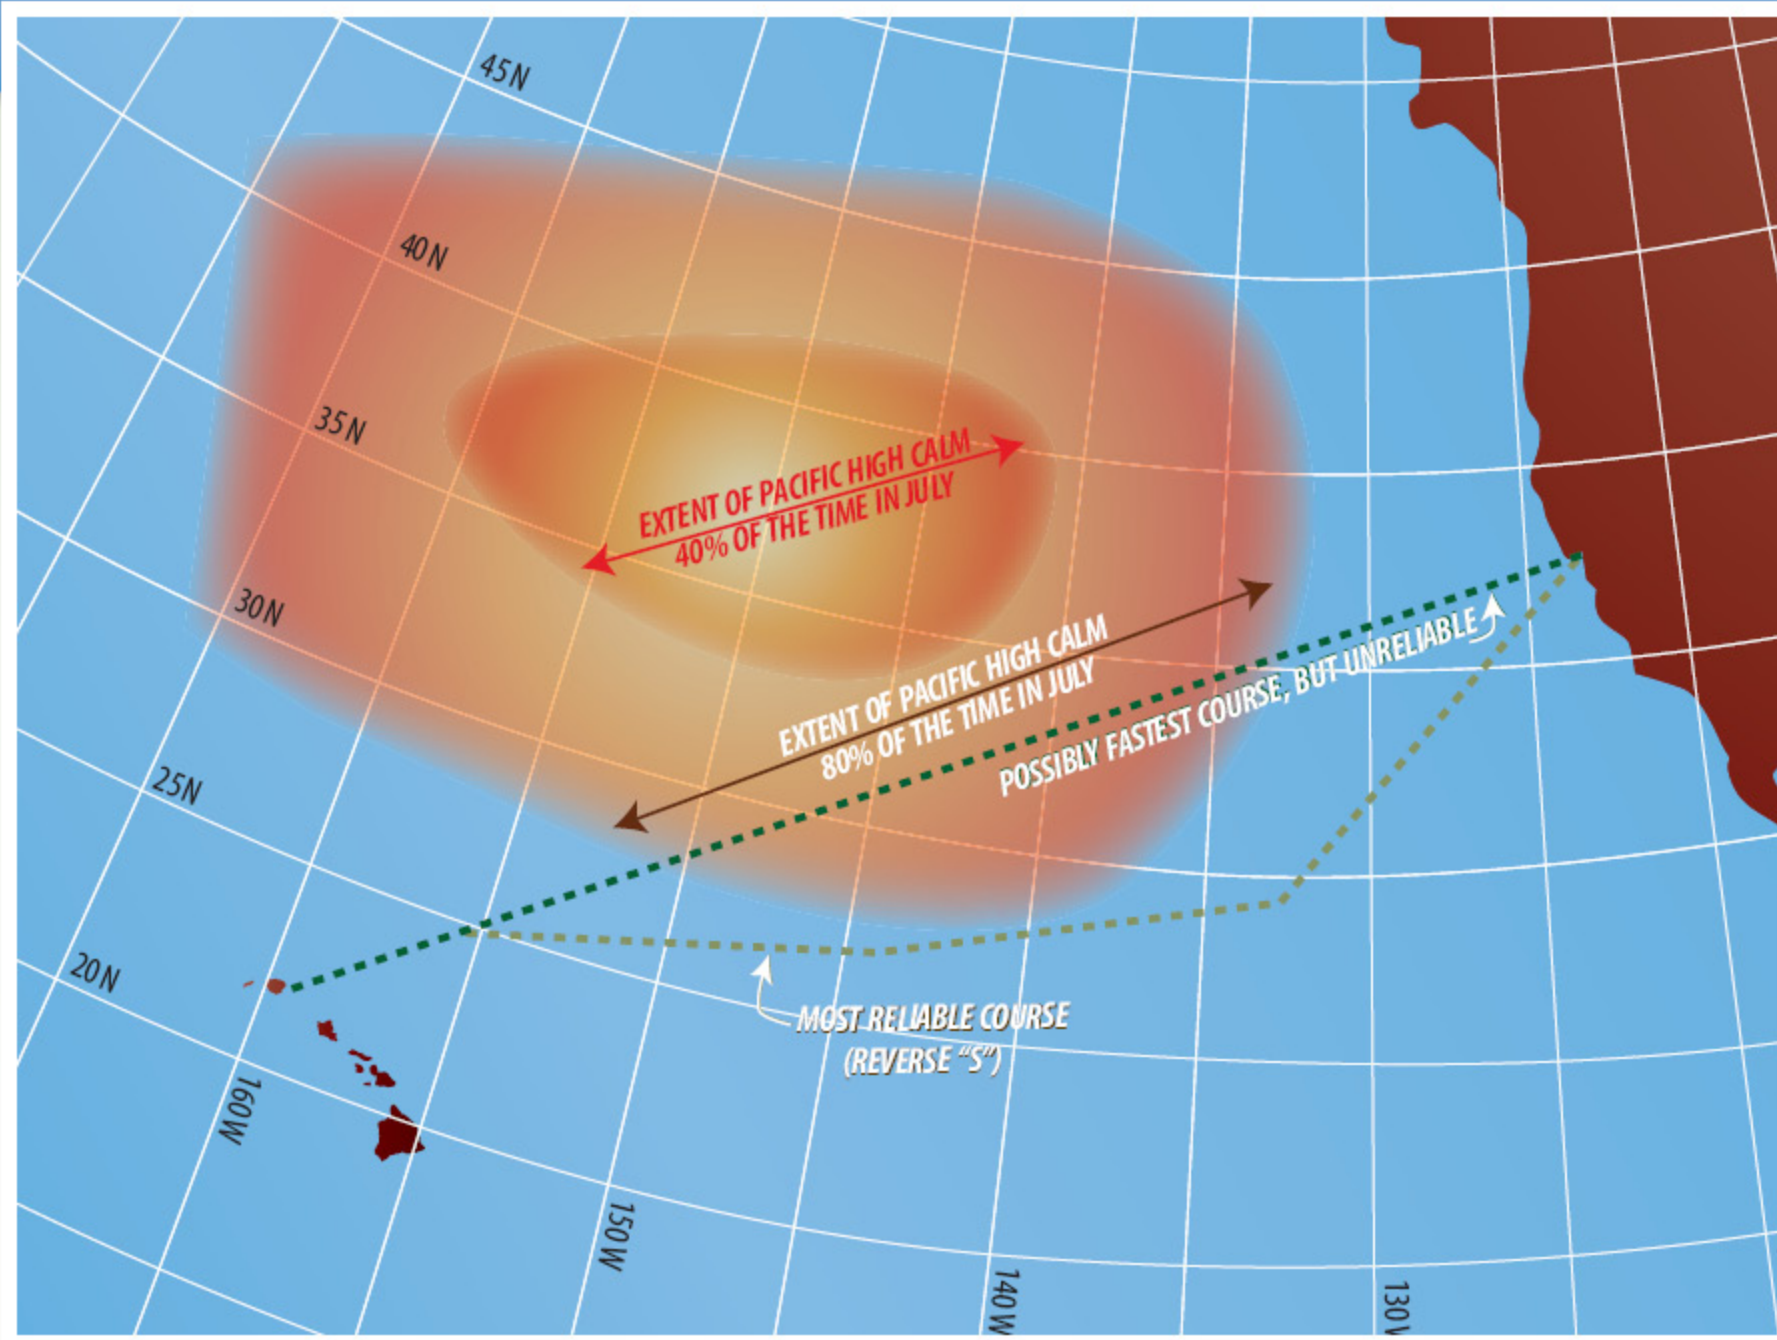 45N
40N
35N
30N
25N
20N
EXTENT OF PACIFIC HIGH CALM
40% OF THE TIME IN JULY
EXTENT OF PACIFIC HIGH CALM
80% OF THE TIME IN JULY
POSSIBLY FASTEST COURSE, BUT UNRELIABLE
MOST RELIABLE COURSE
(REVERSE “S”)
160W
150W
140W
130